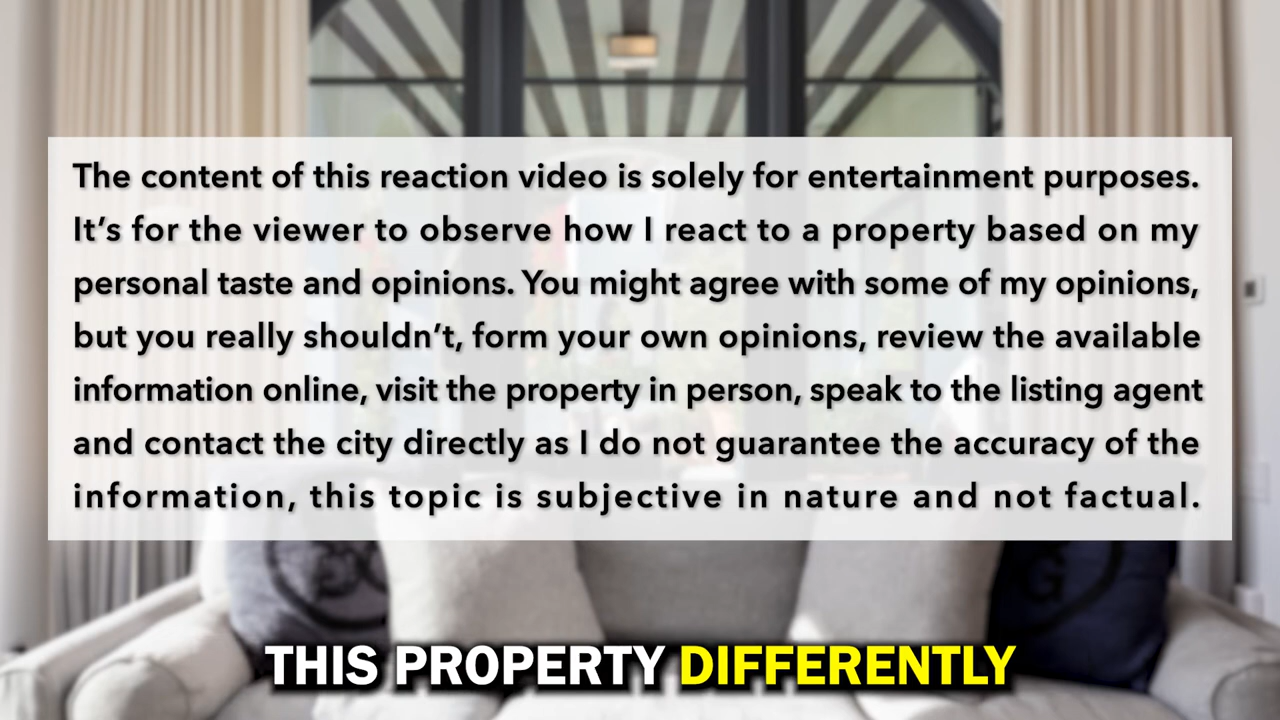 The content of this reaction video is solely for entertainment purposes.
It’s for the viewer to observe how I react to a property based on my
personal taste and opinions. You might agree with some of my opinions,
but you really shouldn’t, form your own opinions, review the available
information online, visit the property in person, speak to the listing agent
and contact the city directly as I do not guarantee the accuracy of the
information, this topic is subjective in nature and not factual.
G
THIS PROPERTY DIFFERENTLY